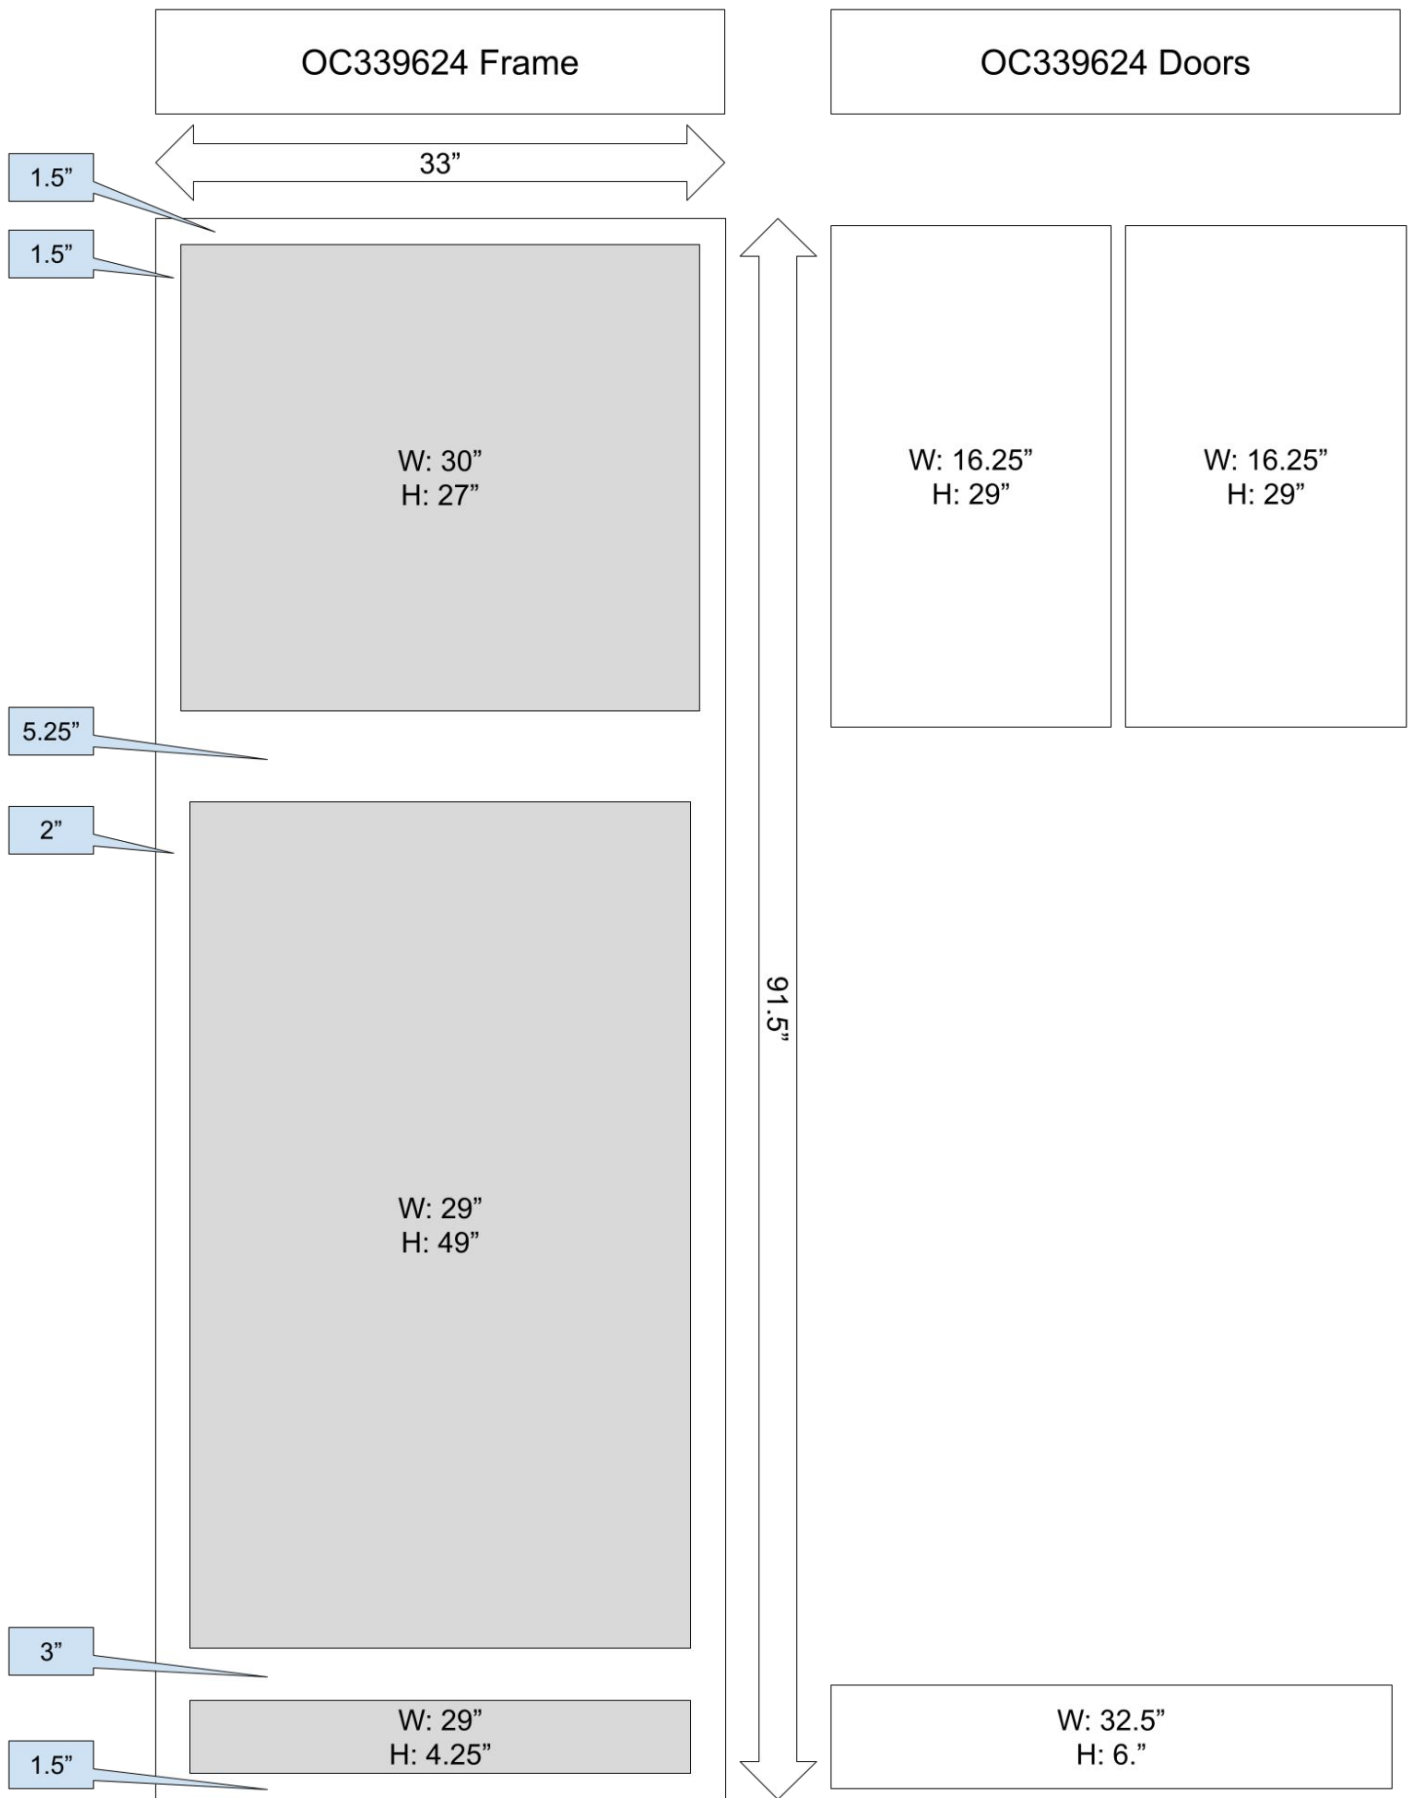 OC339624 Frame
OC339624 Doors
33”
1.5”
1.5”
W: 30”
H: 27”
W: 16.25”
H: 29”
W: 16.25”
H: 29”
5.25”
2”
91.5”
W: 29”
H: 49”
3”
W: 29”
H: 4.25”
W: 32.5”
H: 6.”
1.5”